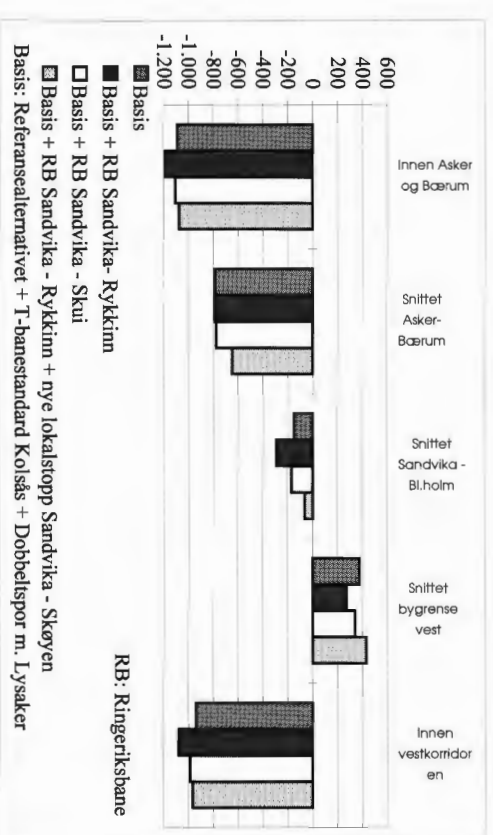 600
400
200
0
-200
-400
-600
-800
-1.000
-1.200
Innen Asker
og Bærum
Snittet
Asker-
Bærum
Snittet
Sandvika -
Bl.holm
Snittet
bygrense
vest
Innen
vestkorridor
en
Basis
Basis + RB Sandvika- Rykkinn
Basis + RB Sandvika - Skui
Basis + RB Sandvika - Rykkinn + nye lokalstopp Sandvika - Skøyen
RB: Ringeriksbane
Basis: Referansealternativet + T-banestandard Kolsås + Dobbeltspor m. Lysaker